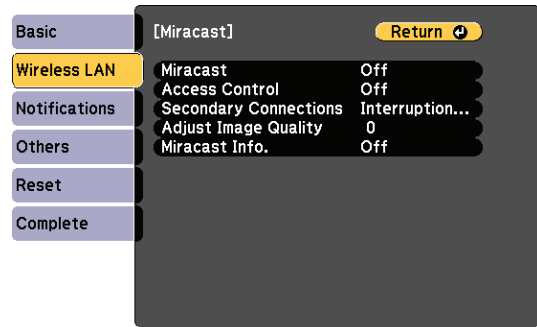 Basic
Wireless LAN
Notifications
Others
Reset
Complete
[Miracast]
Return
Miracast Off
Access Control Off
Secondary Connections Interruption...
Adjust Image Quality 0
Miracast Info. Off